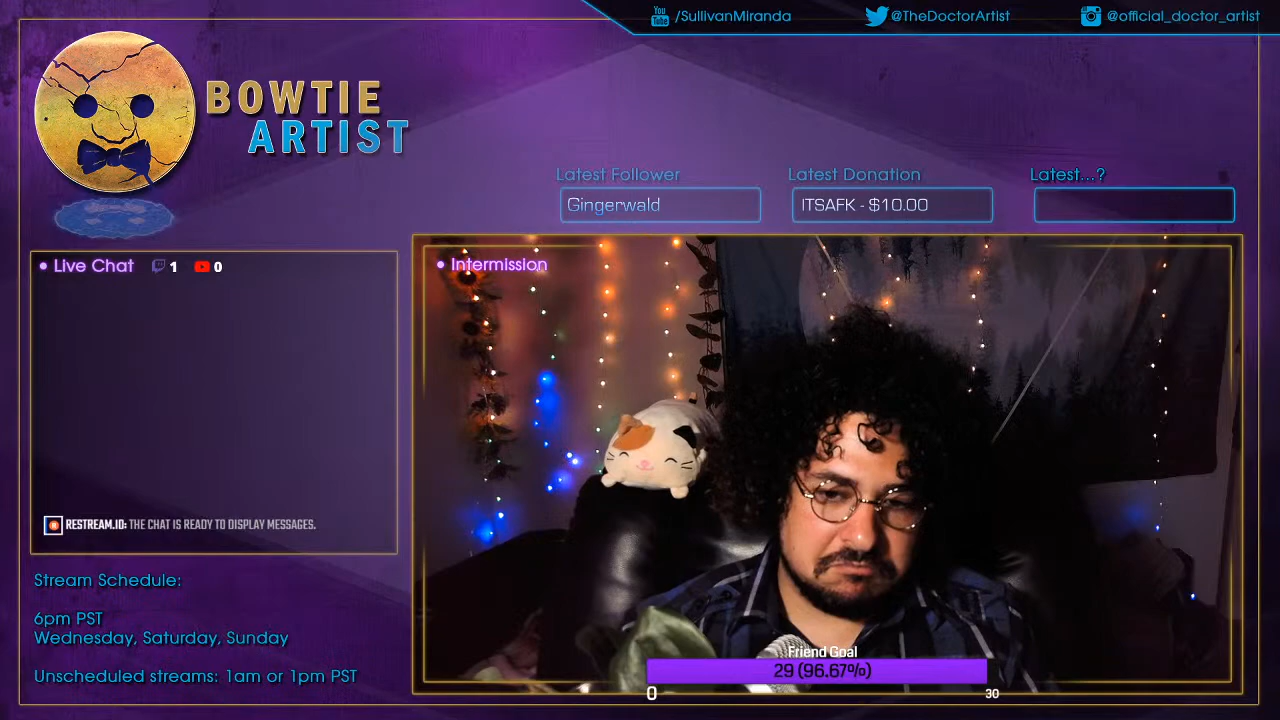 You
Tube
/SullivanMiranda
@TheDoctorArtist
@official_doctor_artist
BOWTIE
ARTIST
Latest Follower
Latest Donation
Latest...?
Gingerwald
ITSAFK - $10.00
• Live Chat
1
0
• Intermission
RESTREAM.IO: THE CHAT IS READY TO DISPLAY MESSAGES.
Stream Schedule:
6pm PST
Wednesday, Saturday, Sunday
Unscheduled streams: 1am or 1pm PST
Friend Goal
29 (96.67%)
0
30